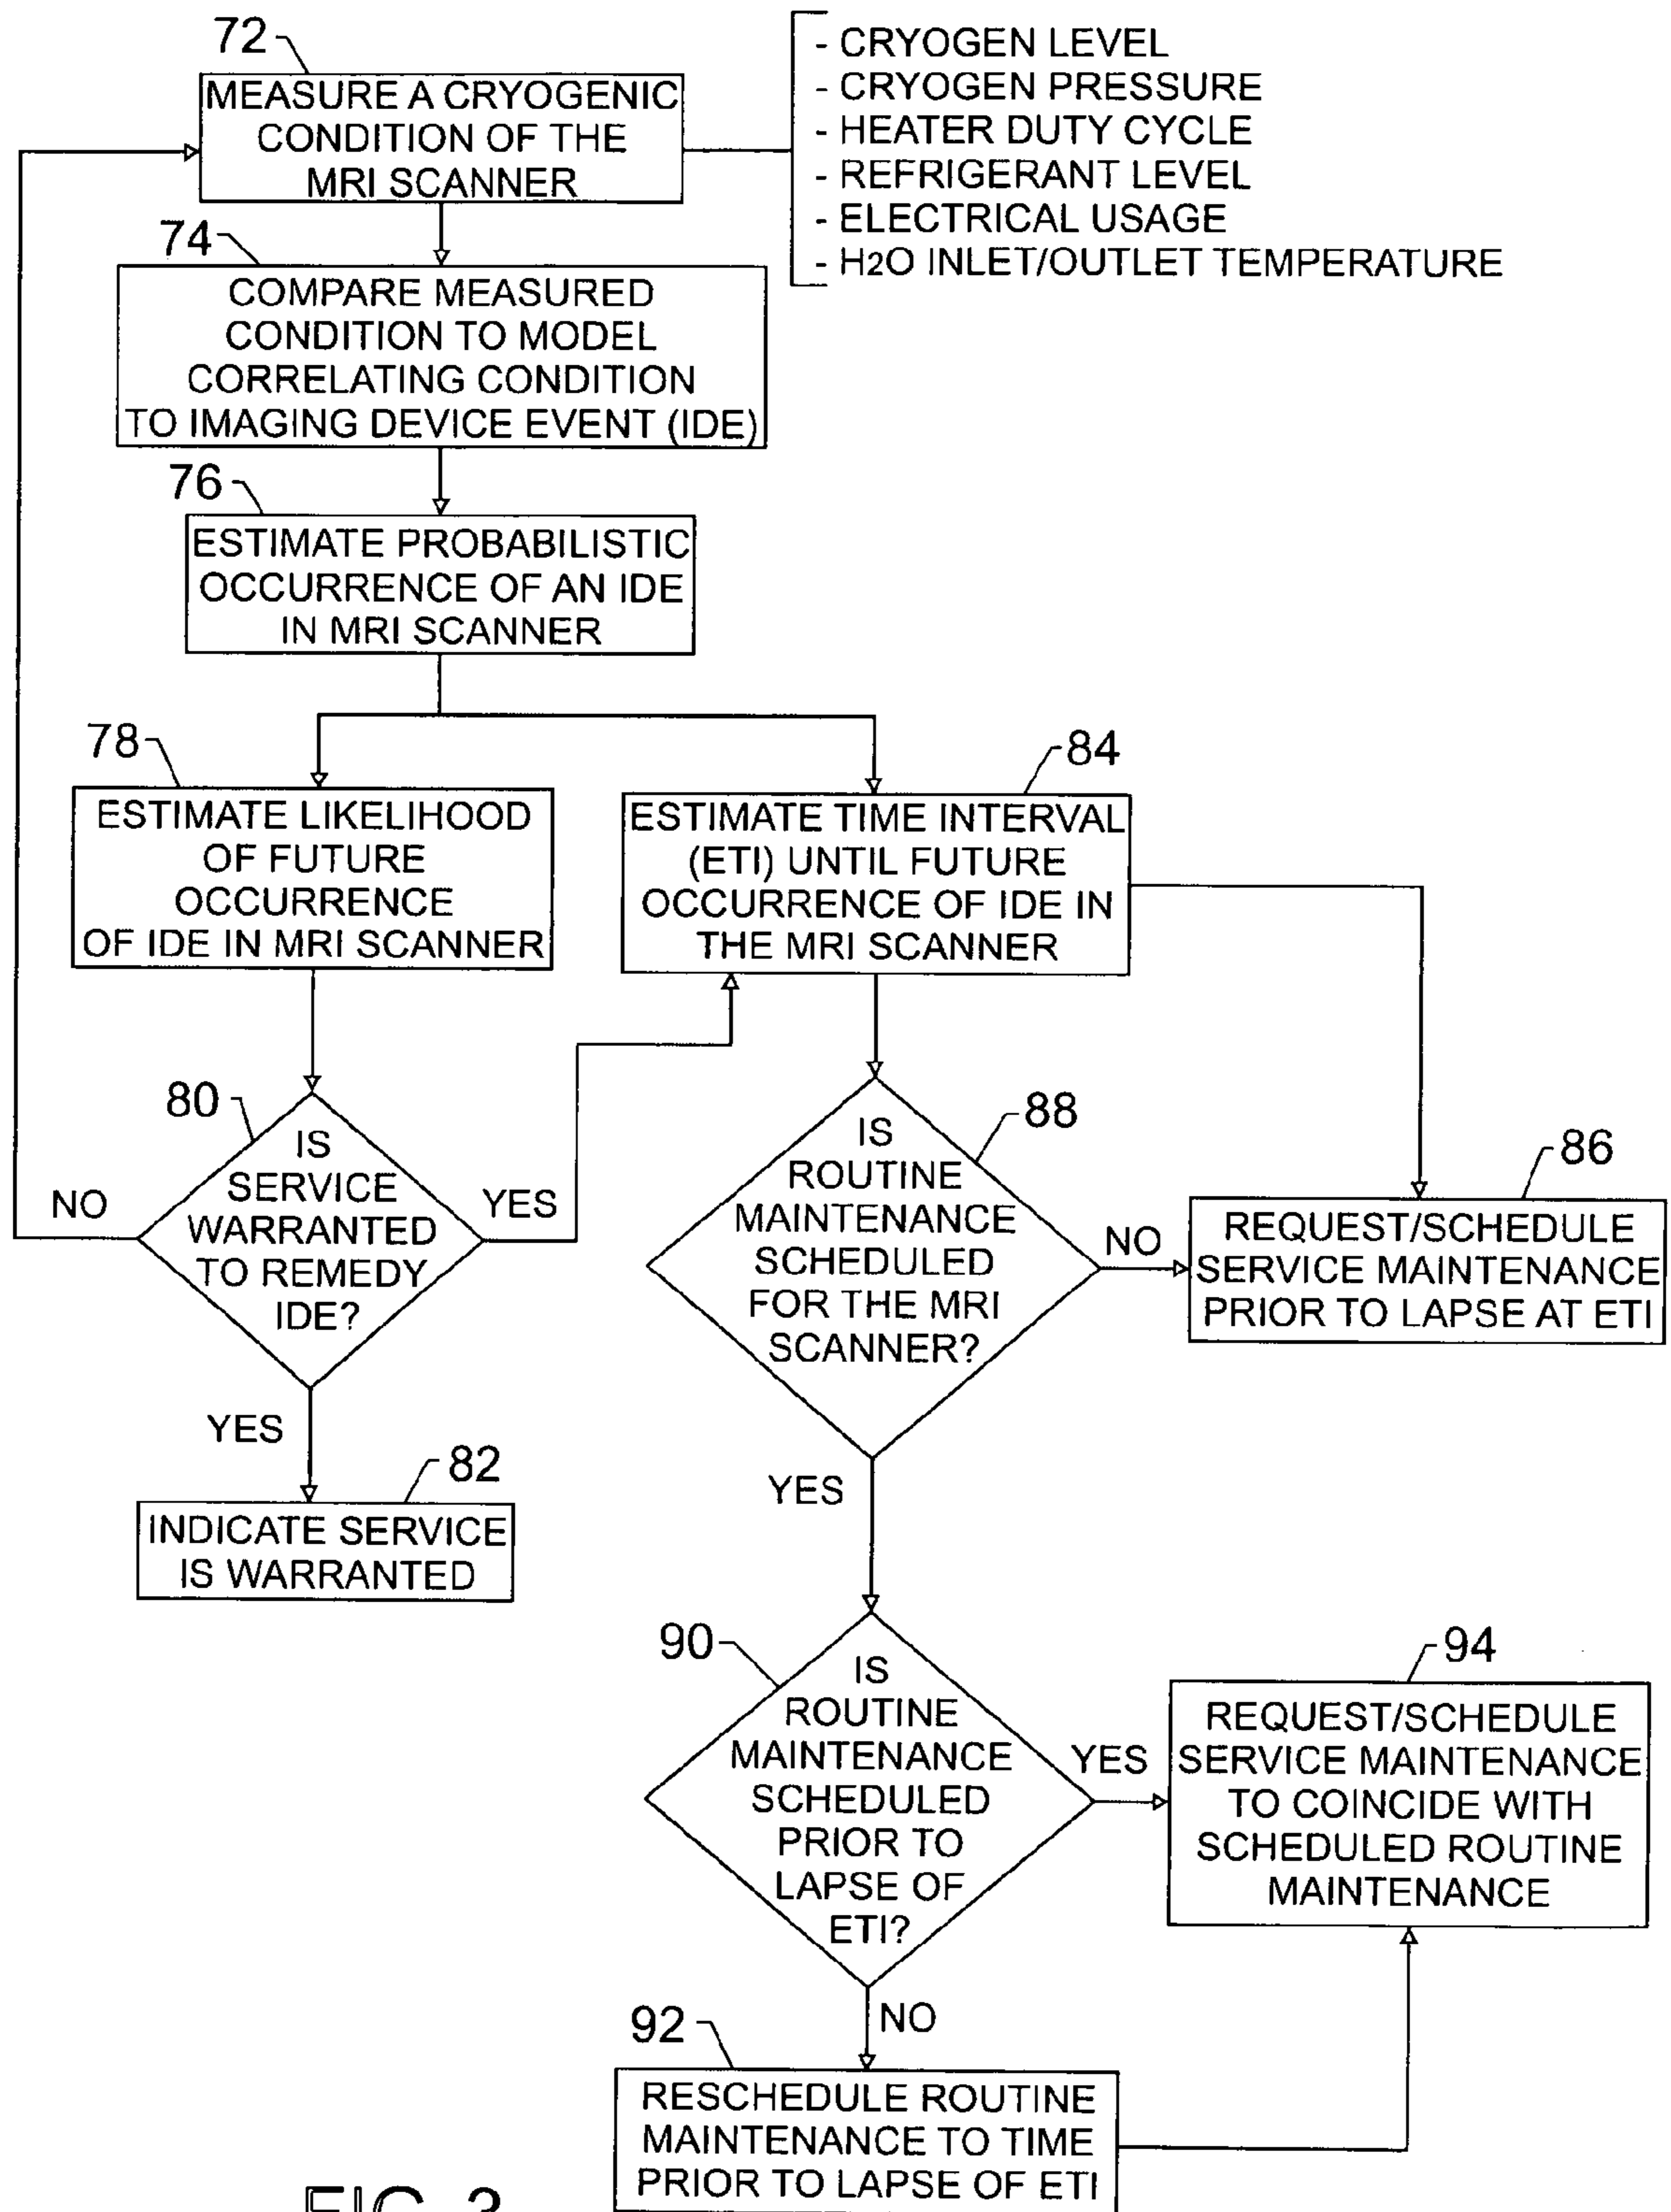 72
MEASURE A CRYOGENIC
CONDITION OF THE
MRI SCANNER
- CRYOGEN LEVEL
- CRYOGEN PRESSURE
- HEATER DUTY CYCLE
- REFRIGERANT LEVEL
- ELECTRICAL USAGE
- H2O INLET/OUTLET TEMPERATURE
74
COMPARE MEASURED
CONDITION TO MODEL
CORRELATING CONDITION
TO IMAGING DEVICE EVENT (IDE)
76
ESTIMATE PROBABILISTIC
OCCURRENCE OF AN IDE
IN MRI SCANNER
78
ESTIMATE LIKELIHOOD
OF FUTURE
OCCURRENCE
OF IDE IN MRI SCANNER
84
ESTIMATE TIME INTERVAL
(ETI) UNTIL FUTURE
OCCURRENCE OF IDE IN
THE MRI SCANNER
80
IS
SERVICE
WARRANTED
TO REMEDY
IDE?
NO
YES
YES
82
INDICATE SERVICE
IS WARRANTED
88
IS
ROUTINE
MAINTENANCE
SCHEDULED
FOR THE MRI
SCANNER?
NO
86
REQUEST/SCHEDULE
SERVICE MAINTENANCE
PRIOR TO LAPSE AT ETI
YES
90
IS
ROUTINE
MAINTENANCE
SCHEDULED
PRIOR TO
LAPSE OF
ETI?
YES
94
REQUEST/SCHEDULE
SERVICE MAINTENANCE
TO COINCIDE WITH
SCHEDULED ROUTINE
MAINTENANCE
NO
92
RESCHEDULE ROUTINE
MAINTENANCE TO TIME
PRIOR TO LAPSE OF ETI
FIG. 3